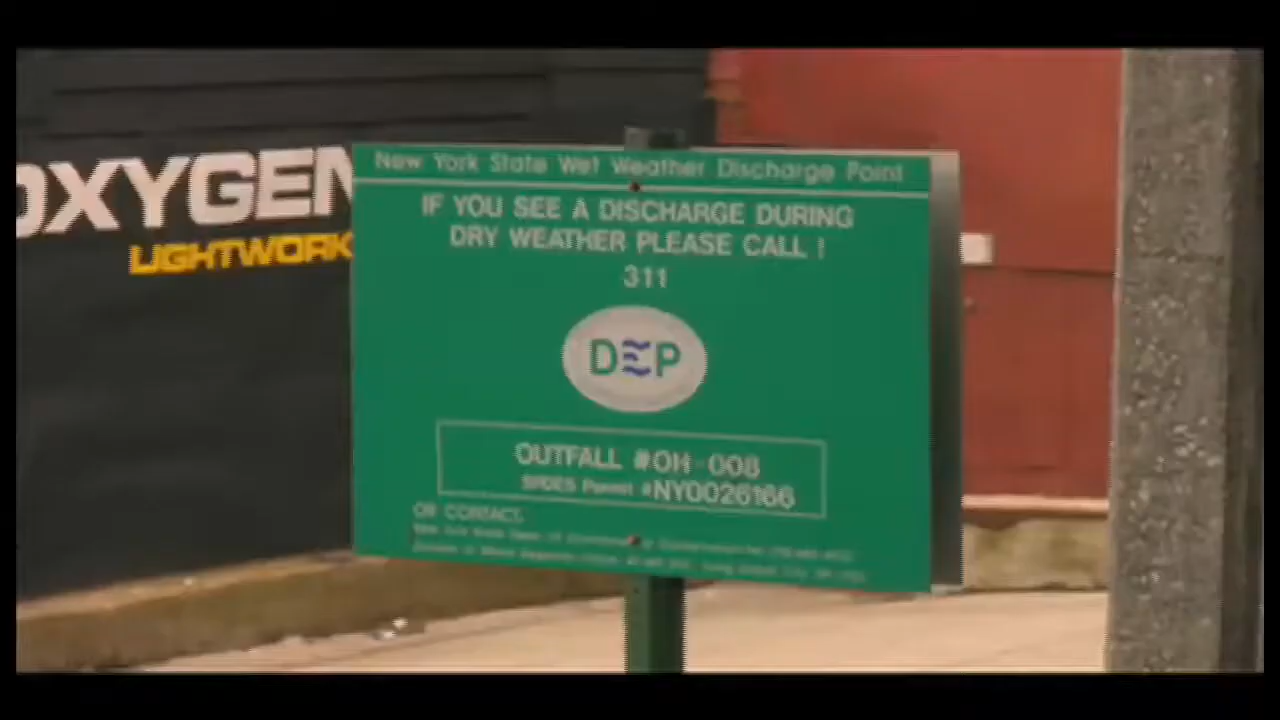 OXYGEN
LIGHTWORK
New York State Wet Weather Discharge Point
IF YOU SEE A DISCHARGE DURING
DRY WEATHER PLEASE CALL !
311
DEP
OUTFALL #OH-008
SPDES Permit #NY0026166
OR CONTACT: